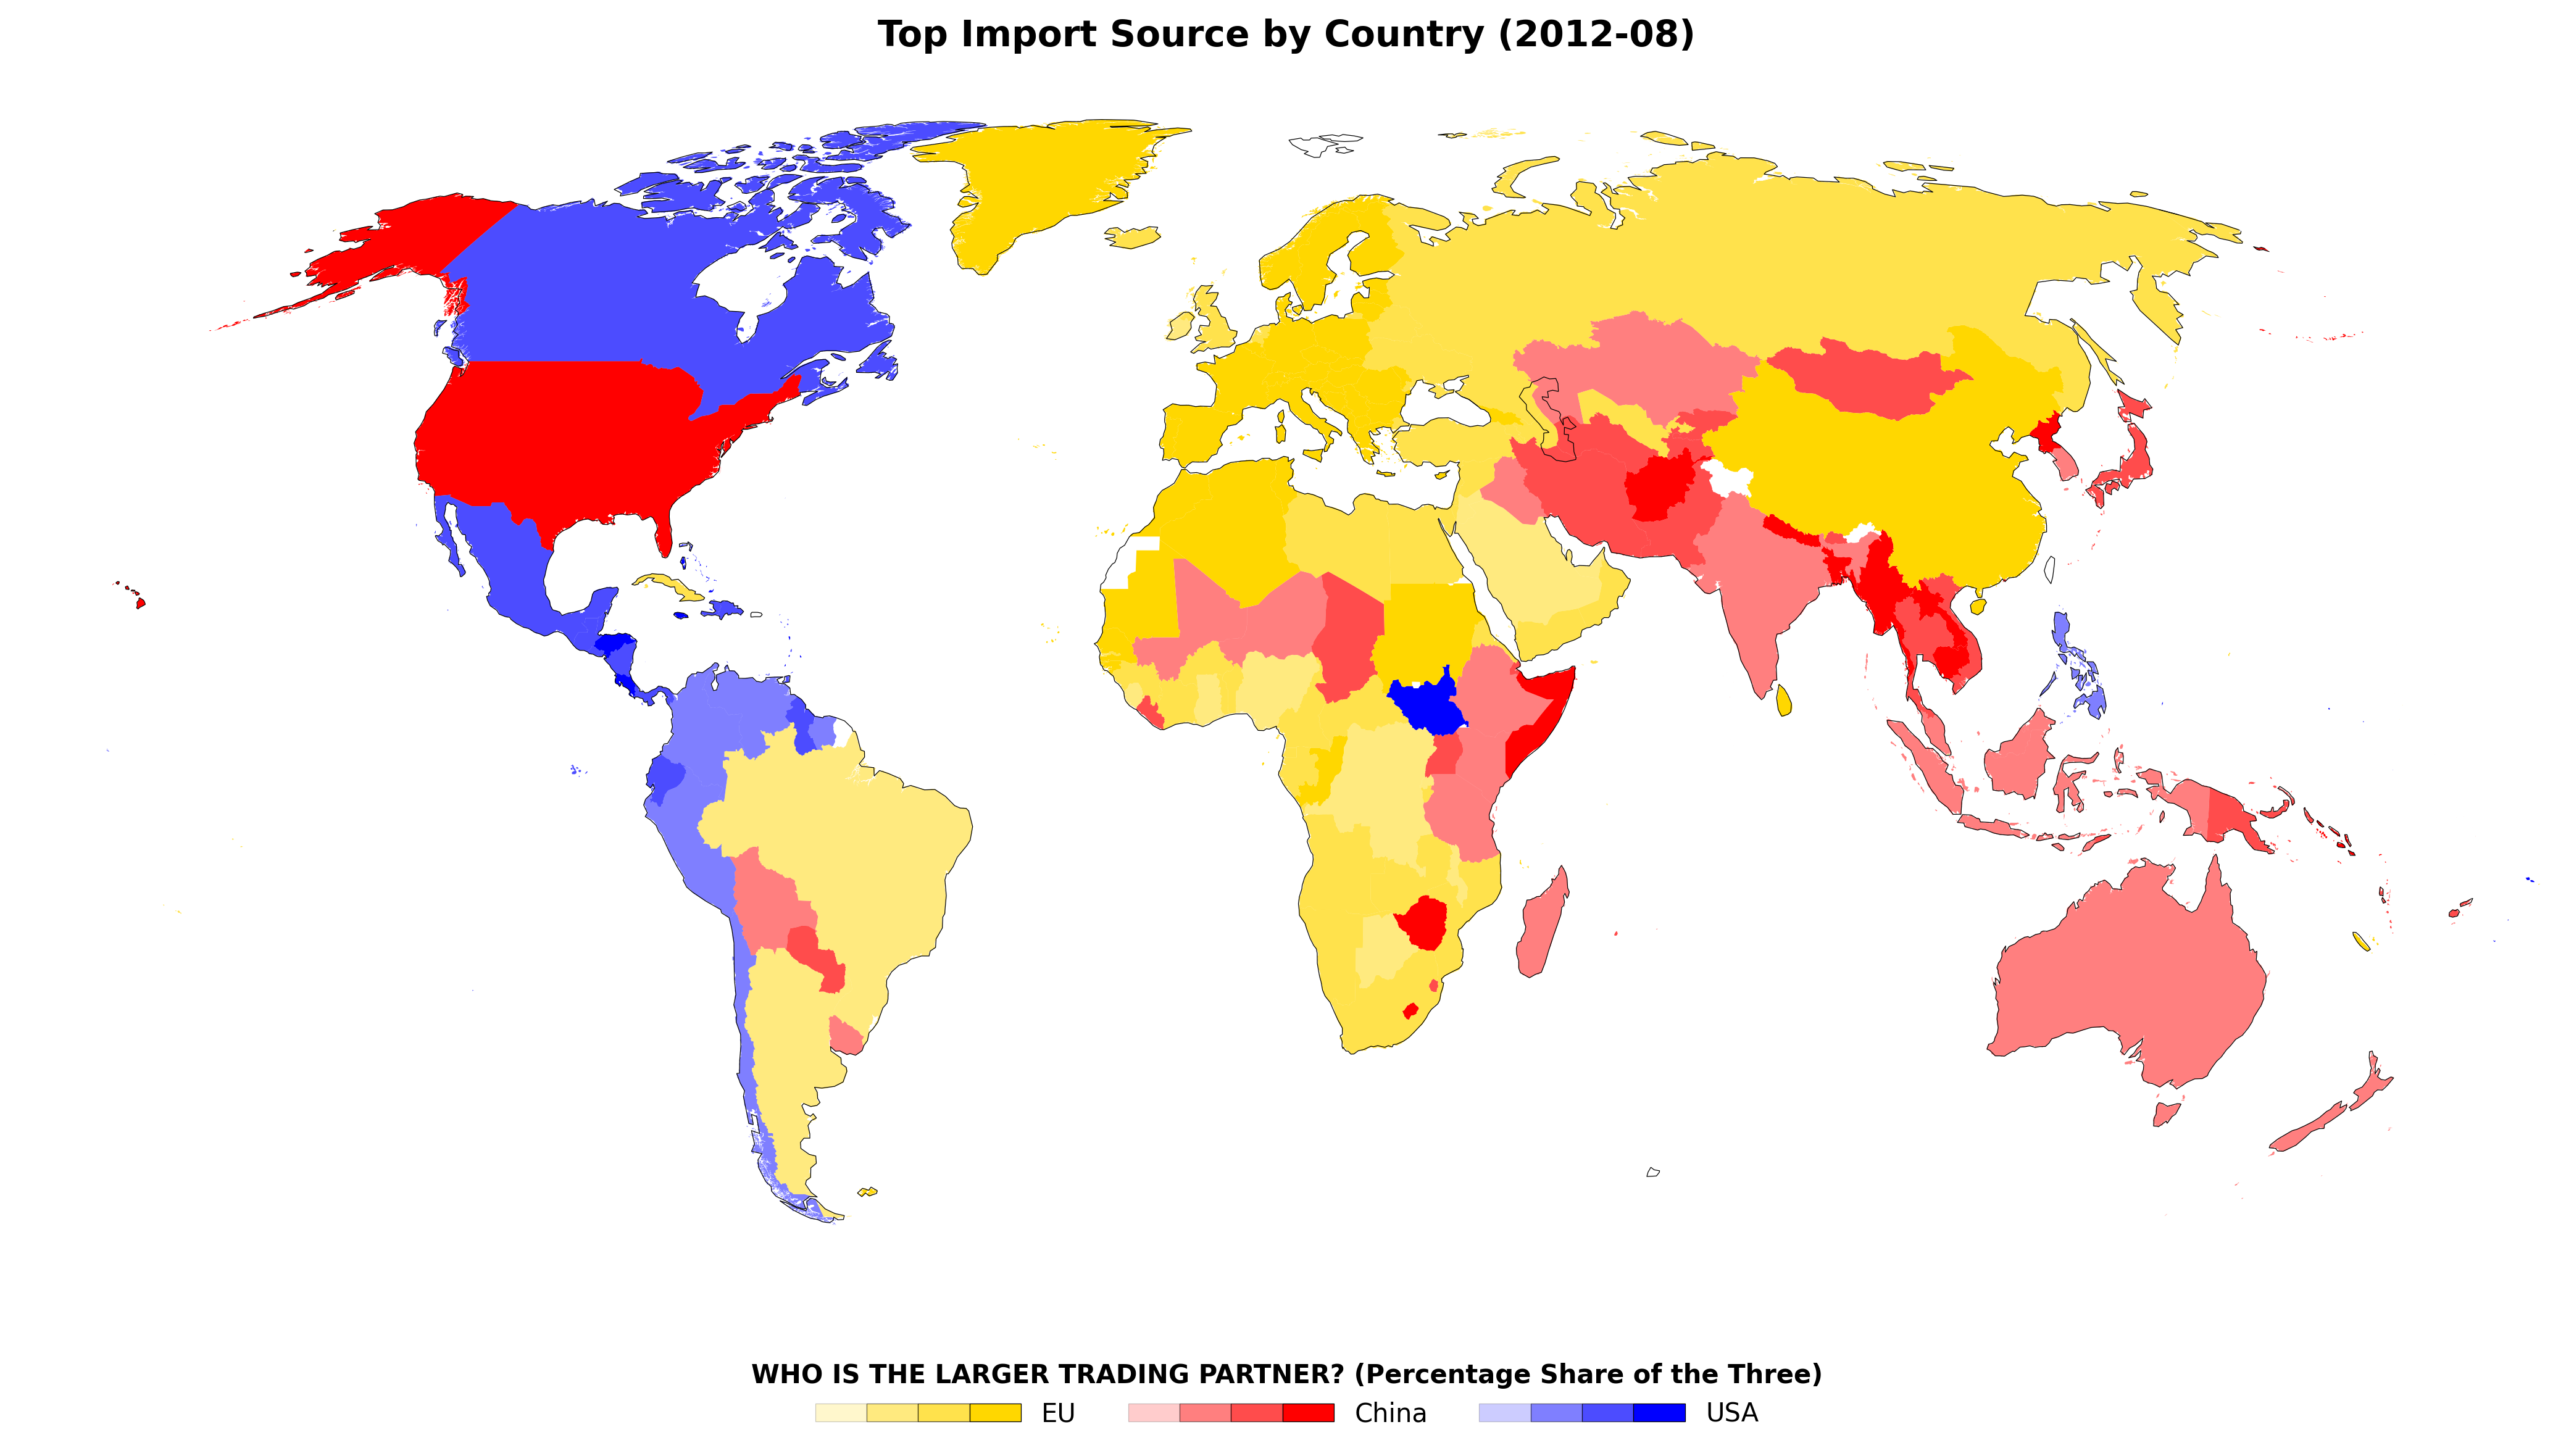 Top Import Source by Country (2012-08)
WHO IS THE LARGER TRADING PARTNER? (Percentage Share of the Three)
EU China USA